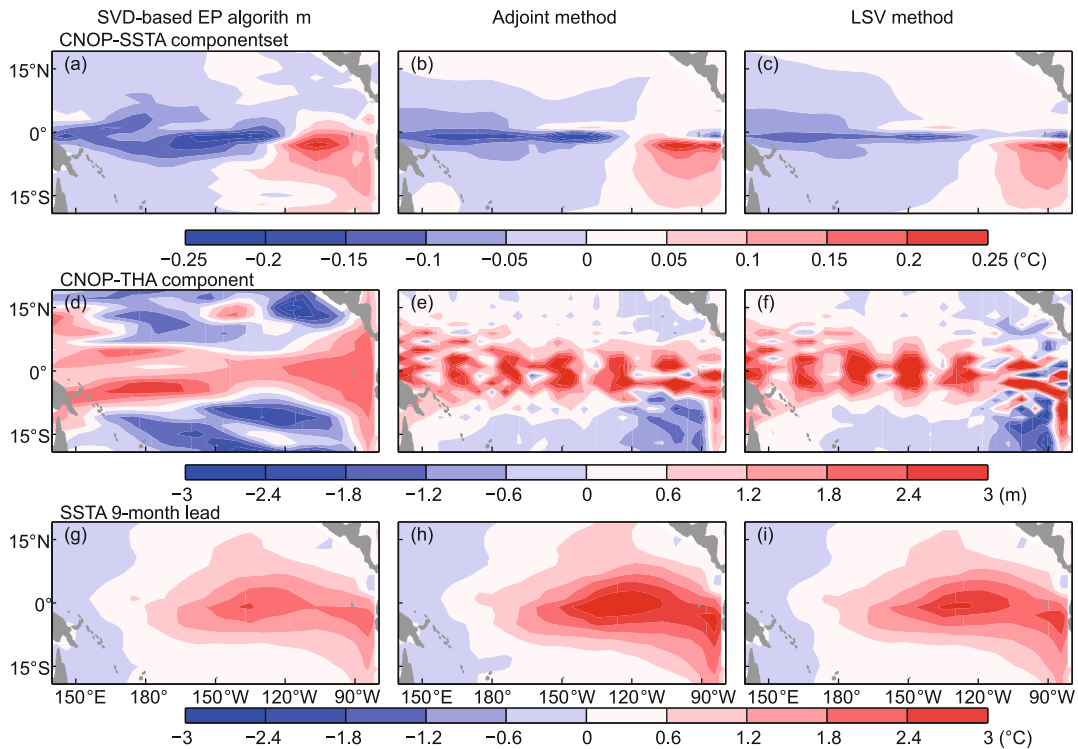 SVD-based EP algorith m Adjoint method LSV method
CNOP-SSTA componentset
(a) (b) (c)
15°N
0°
15°S
−0.25 −0.2 −0.15 −0.1 −0.05 0 0.05 0.1 0.15 0.2 0.25 (°C)
CNOP-THA component
(d) (e) (f)
15°N
0°
15°S
−3 −2.4 −1.8 −1.2 −0.6 0 0.6 1.2 1.8 2.4 3 (m)
SSTA 9-month lead
(g) (h) (i)
15°N
0°
15°S
150°E 180° 150°W 120°W 90°W 150°E 180° 150°W 120°W 90°W 150°E 180° 150°W 120°W 90°W
−3 −2.4 −1.8 −1.2 −0.6 0 0.6 1.2 1.8 2.4 3 (°C)